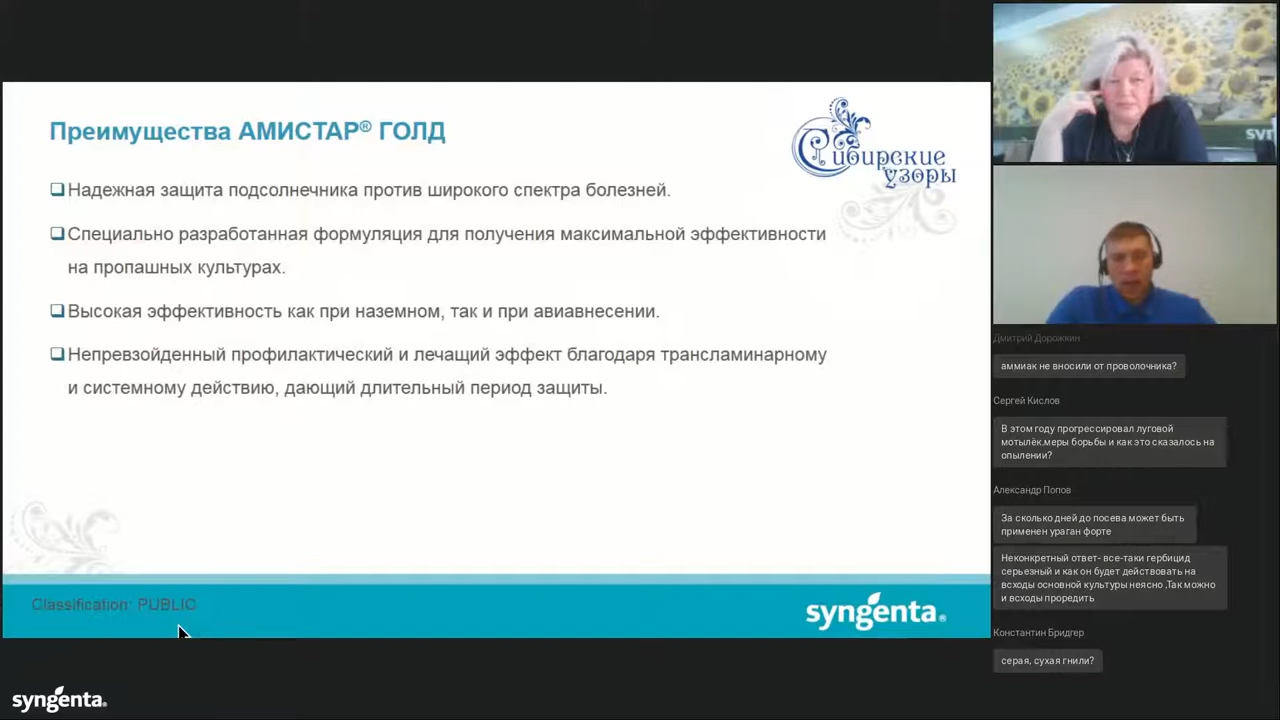 Преимущества АМИСТАР® ГОЛД
Сибирские
узоры
Надежная защита подсолнечника против широкого спектра болезней.
Специально разработанная формуляция для получения максимальной эффективности
на пропашных культурах.
Высокая эффективность как при наземном, так и при авиавнесении.
Непревзойденный профилактический и лечащий эффект благодаря трансламинарному
и системному действию, дающий длительный период защиты.
Classification: PUBLIC
syngenta®
syngenta®
Дмитрий Дорожкин
аммиак не вносили от проволочника?
Сергей Кислов
В этом году прогрессировал луговой
мотылёк.меры борьбы и как это сказалось на
опылении?
Александр Попов
За сколько дней до посева может быть
применен ураган форте
Неконкретный ответ- все-таки гербицид
серьезный и как он будет действовать на
всходы основной культуры неясно ,Так можно
и всходы проредить
Константин Бридгер
серая, сухая гнили?